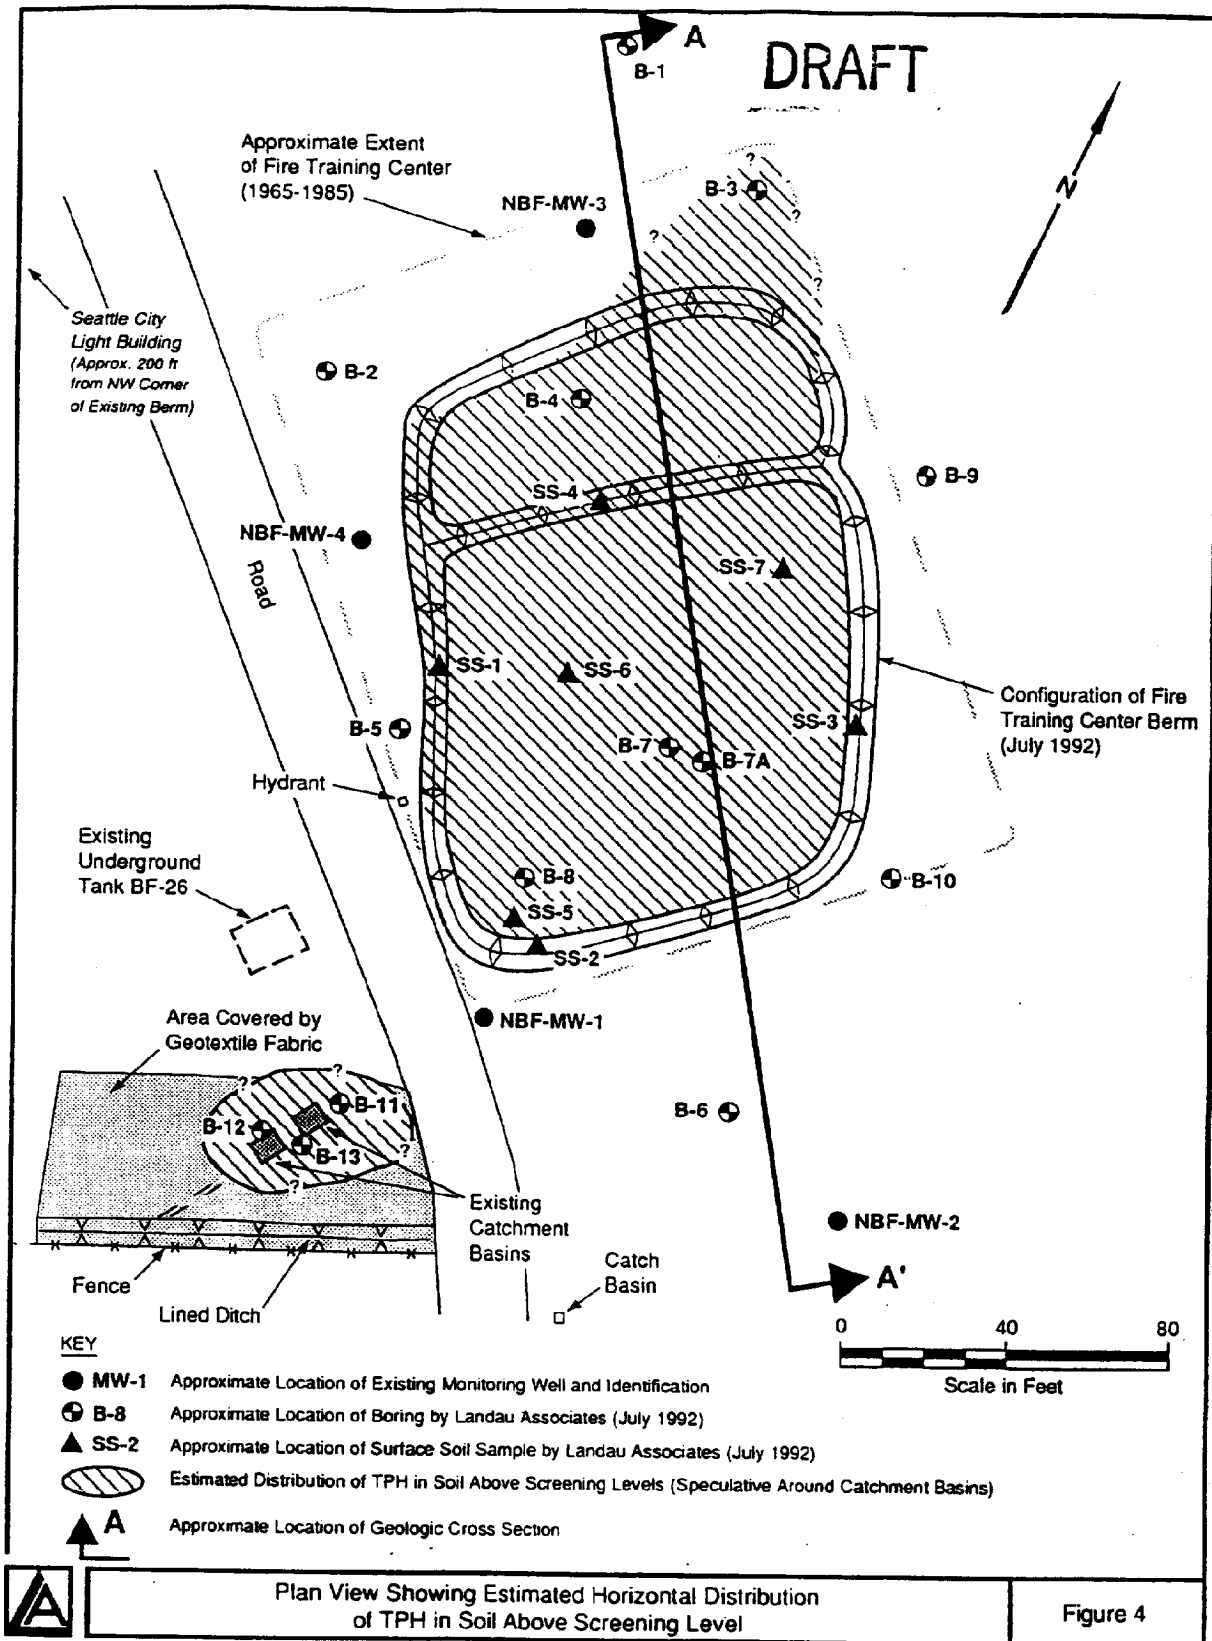 A
B-1
DRAFT
Approximate Extent
of Fire Training Center
(1965-1985)
N
?
B-3
NBF-MW-3
?
?
?
Seattle City
Light Building
(Approx. 200 ft
from NW Corner
of Existing Berm)
B-2
B-4
B-9
SS-4
NBF-MW-4
Road
SS-7
SS-1
SS-6
Configuration of Fire
Training Center Berm
(July 1992)
SS-3
B-5
B-7
B-7A
Hydrant
Existing
Underground
Tank BF-26
B-8
B-10
SS-5
SS-2
NBF-MW-1
Area Covered by
Geotextile Fabric
?
?
B-11
B-12
B-13
?
?
B-6
Existing
Catchment
Basins
NBF-MW-2
A'
Fence
Lined Ditch
Catch
Basin
0 40 80
Scale in Feet
KEY
MW-1 Approximate Location of Existing Monitoring Well and Identification
B-8 Approximate Location of Boring by Landau Associates (July 1992)
SS-2 Approximate Location of Surface Soil Sample by Landau Associates (July 1992)
Estimated Distribution of TPH in Soil Above Screening Levels (Speculative Around Catchment Basins)
A Approximate Location of Geologic Cross Section
Plan View Showing Estimated Horizontal Distribution
of TPH in Soil Above Screening Level
Figure 4